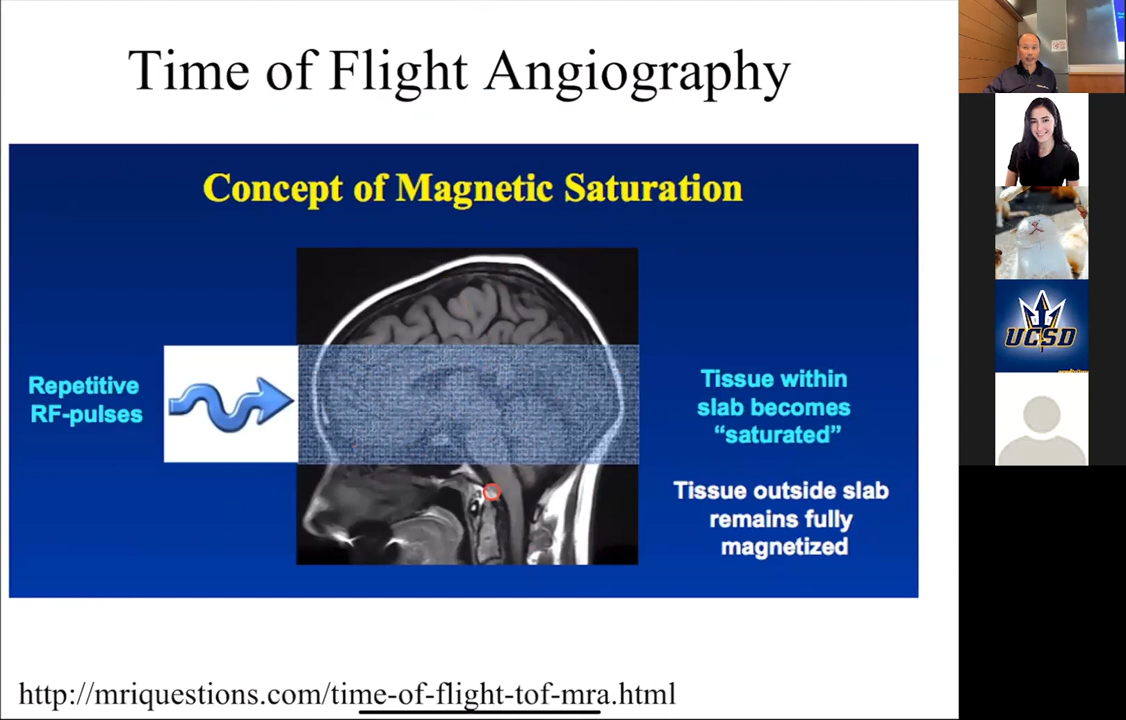 Time of Flight Angiography
Concept of Magnetic Saturation
Repetitive
RF-pulses
Tissue within
slab becomes
“saturated”
Tissue outside slab
remains fully
magnetized
http://mriquestions.com/time-of-flight-tof-mra.html
UCSD